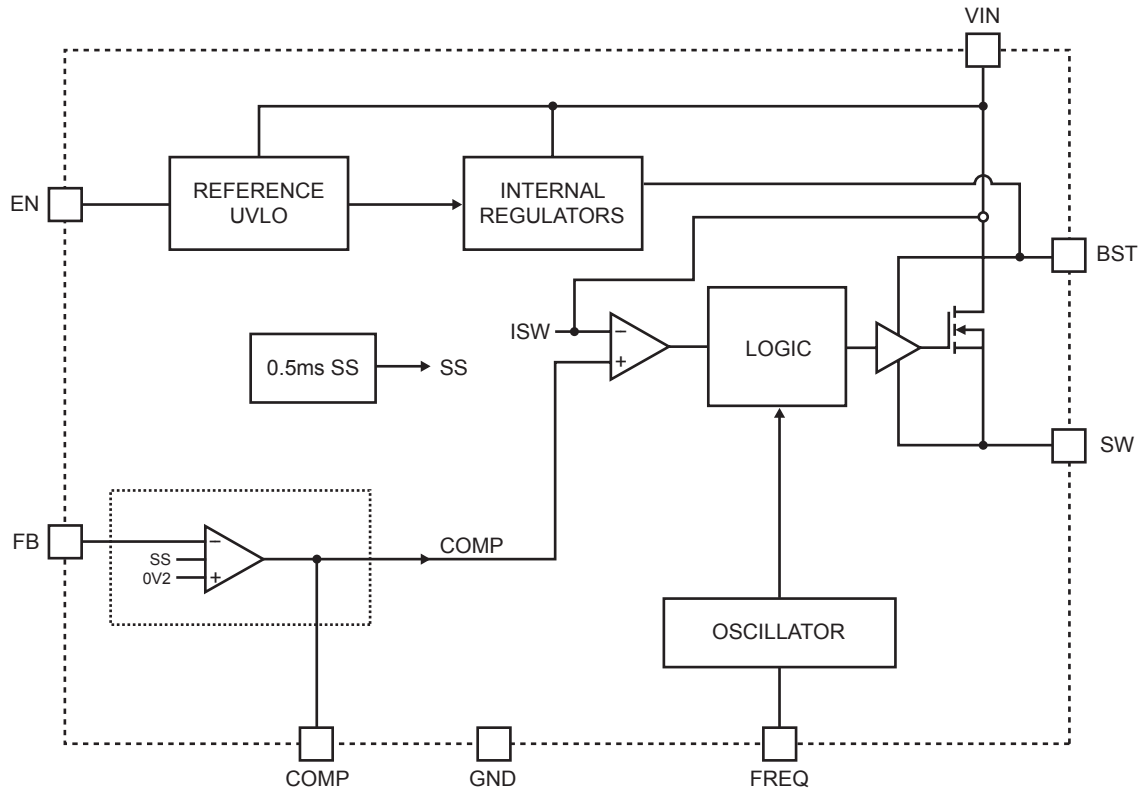 VIN
EN
REFERENCE
UVLO
INTERNAL
REGULATORS
BST
ISW
−
+
LOGIC
0.5ms SS
SS
SW
FB
−
SS
0V2
+
COMP
OSCILLATOR
COMP
GND
FREQ